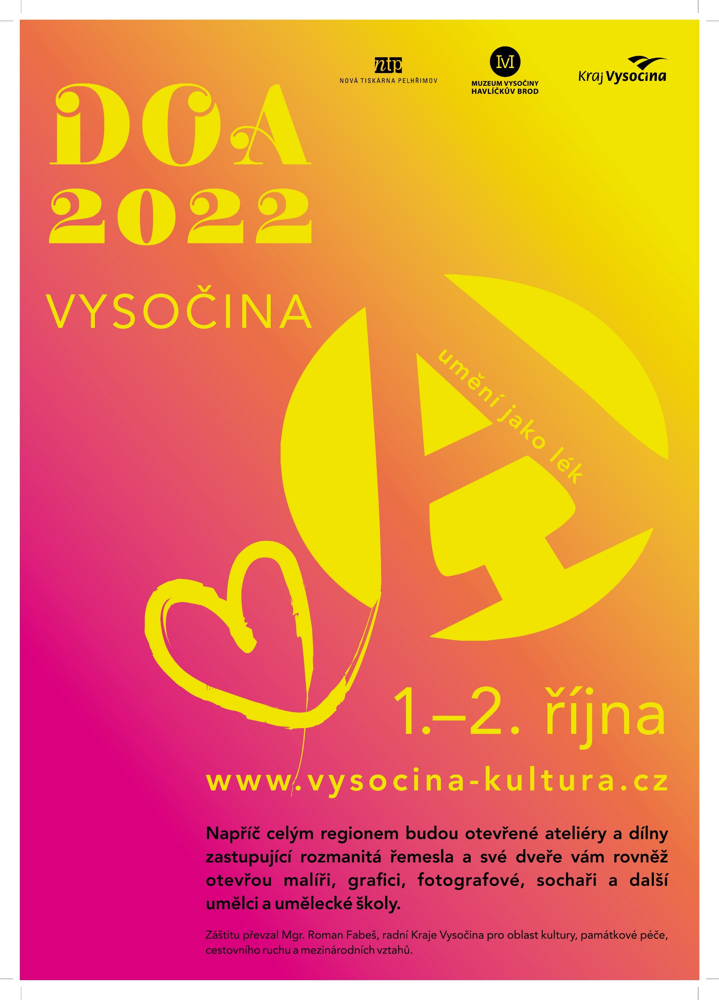 ntp
NOVÁ TISKÁRNA PELHŘIMOV
M
MUZEUM VYSOČINY
HAVLÍČKŮV BROD
Kraj Vysočina
DOA
2022
VYSOČINA
umění jako lék
1.–2. října
www.vysocina-kultura.cz
Napříč celým regionem budou otevřené ateliéry a dílny
zastupující rozmanitá řemesla a své dveře vám rovněž
otevřou malíři, grafici, fotografové, sochaři a další
umělci a umělecké školy.
Záštitu převzal Mgr. Roman Fabeš, radní Kraje Vysočina pro oblast kultury, památkové péče,
cestovního ruchu a mezinárodních vztahů.